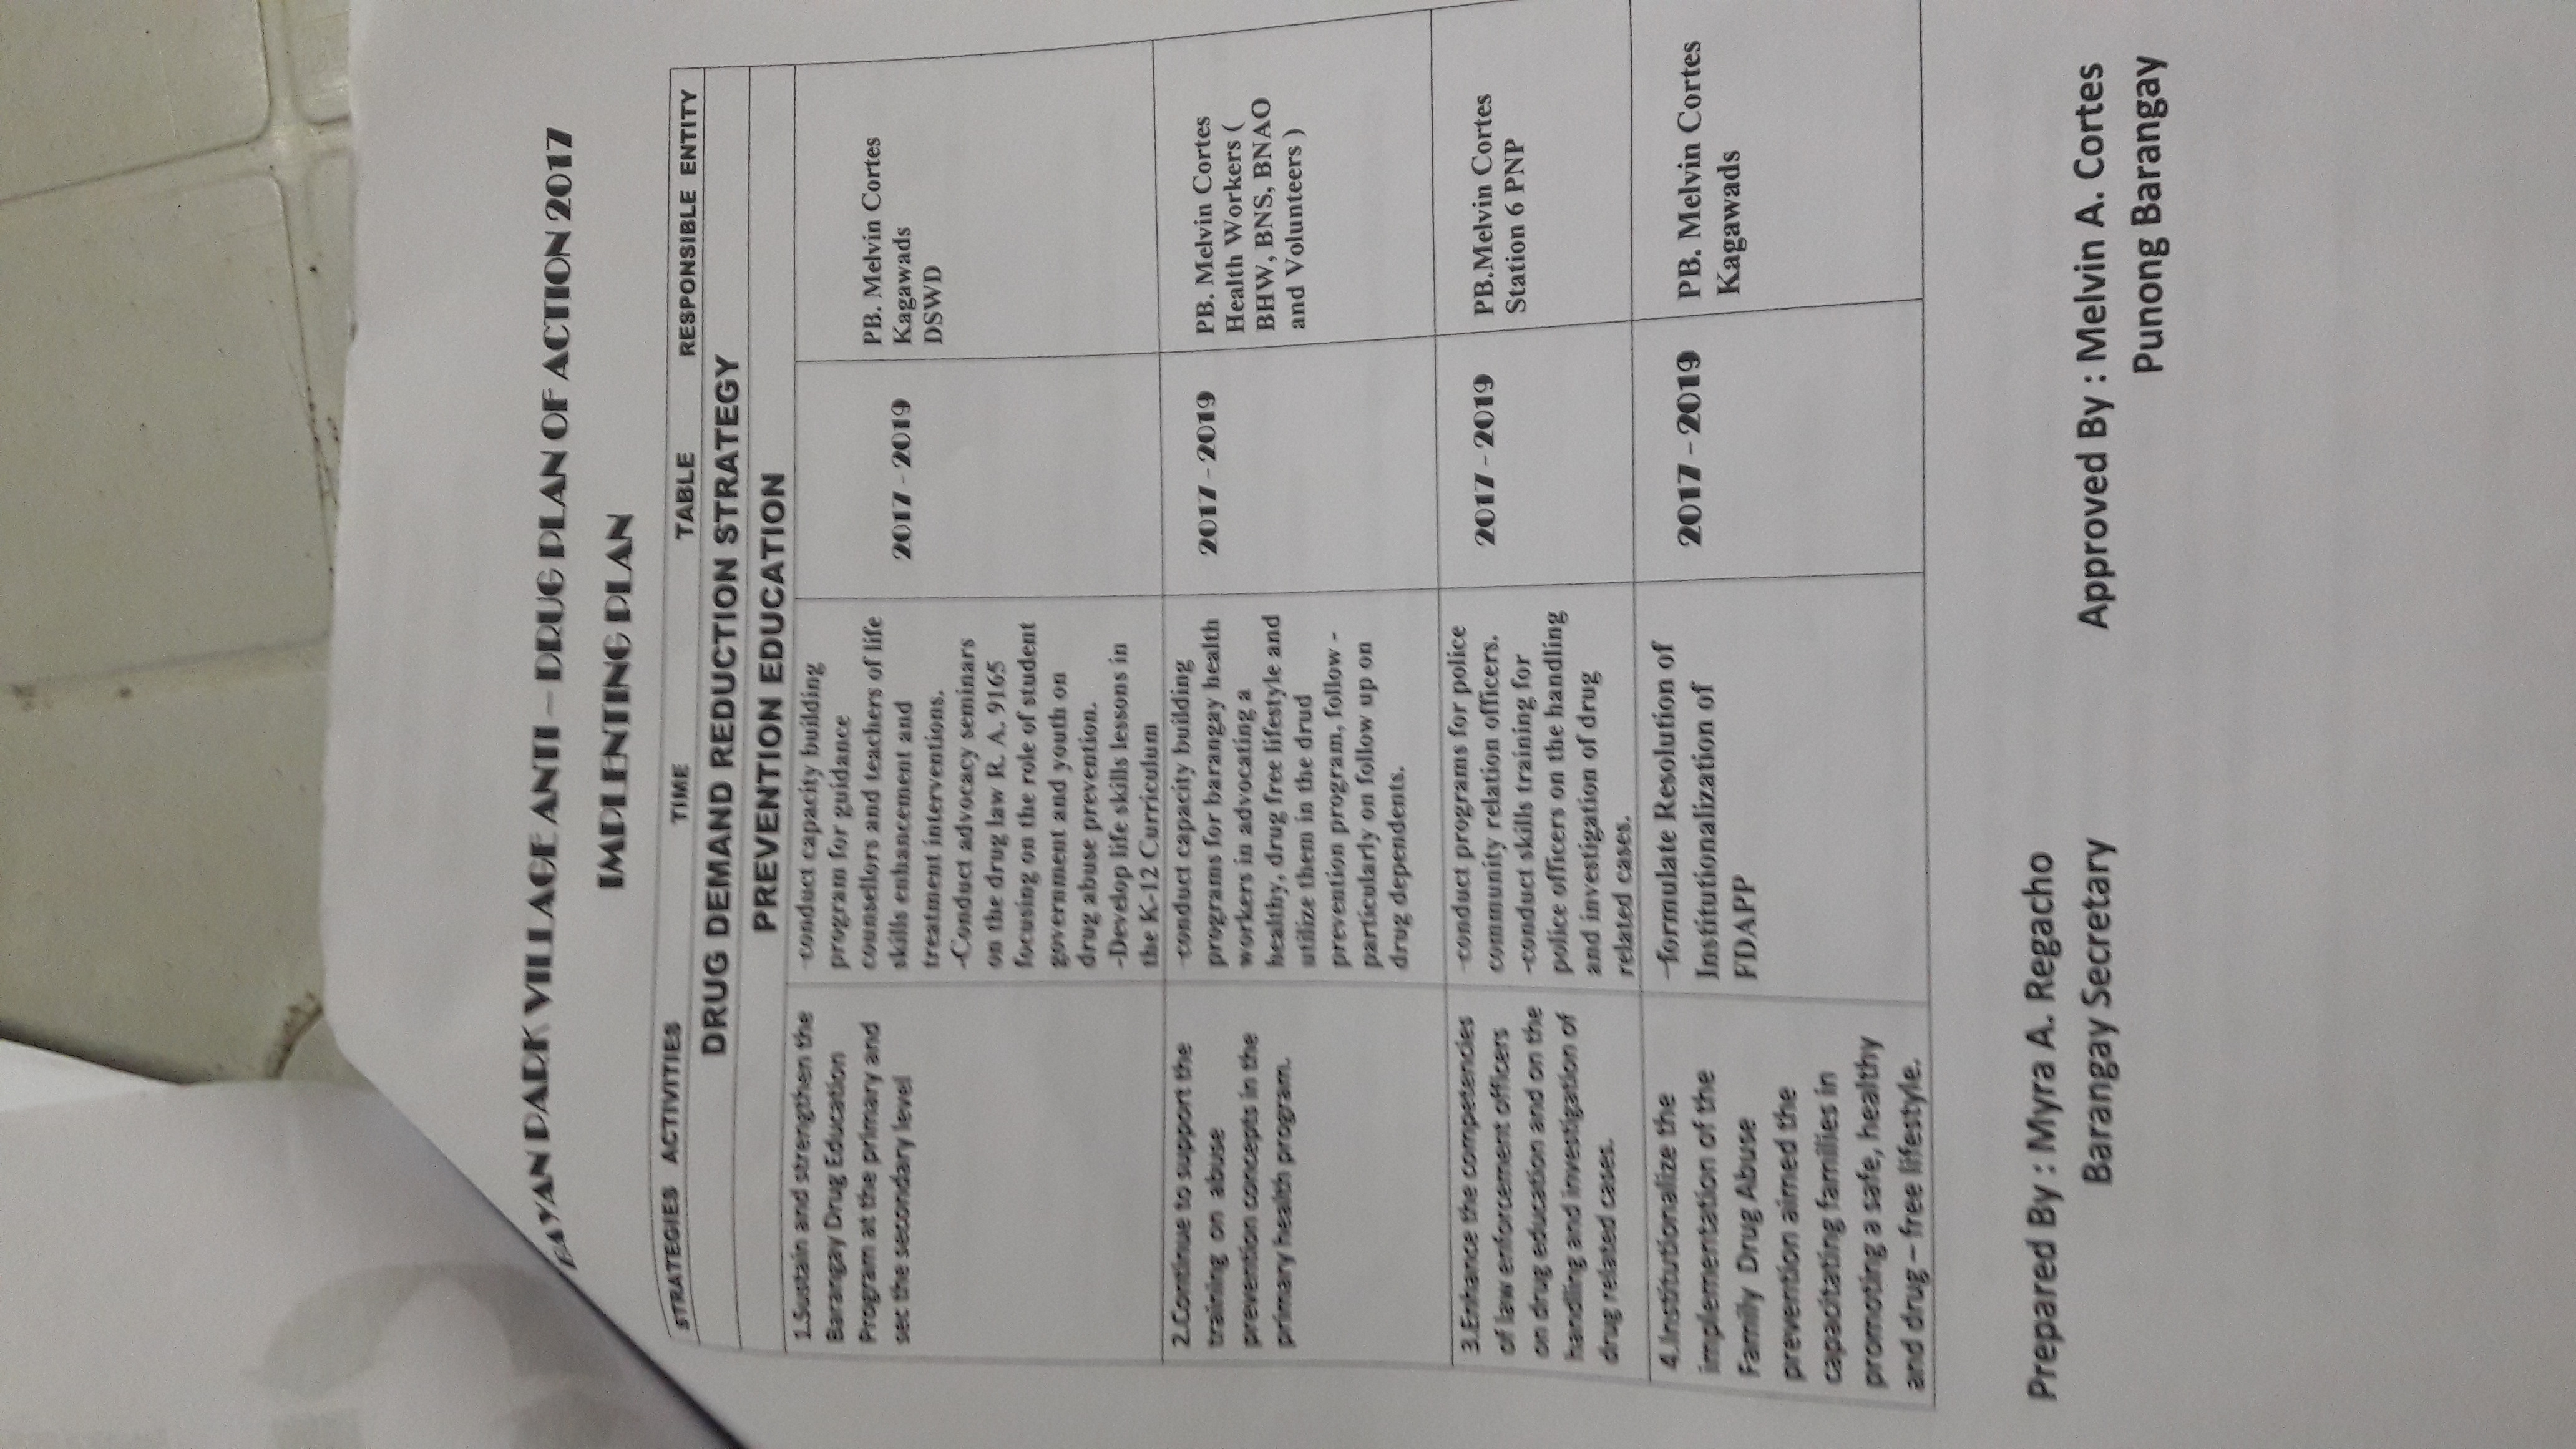 GAYAN PARK VILLAGE ANTI – DRUG PLAN OF ACTION 2017
IMPLENTING PLAN
STRATEGIES ACTIVITIES TIME TABLE RESPONSIBLE ENTITY
DRUG DEMAND REDUCTION STRATEGY
PREVENTION EDUCATION
1.Sustain and strengthen the
Barangay Drug Education
Program at the primary and
sec the secondary level
-conduct capacity building
program for guidance
counsellors and teachers of life
skills enhancement and
treatment interventions.
-Conduct advocacy seminars
on the drug law R. A. 9165
focusing on the role of student
government and youth on
drug abuse prevention.
-Develop life skills lessons in
the K-12 Curriculum
2017 - 2019
PB. Melvin Cortes
Kagawads
DSWD
2.Continue to support the
training on abuse
prevention concepts in the
primary health program.
-conduct capacity building
programs for barangay health
workers in advocating a
healthy, drug free lifestyle and
utilize them in the drud
prevention program, follow -
particularly on follow up on
drug dependents.
2017 - 2019
PB. Melvin Cortes
Health Workers (
BHW, BNS, BNAO
and Volunteers )
3.Enhance the competencies
of law enforcement officers
on drug education and on the
handling and investigation of
drug related cases.
-conduct programs for police
community relation officers.
-conduct skills training for
police officers on the handling
and investigation of drug
related cases.
2017 - 2019
PB.Melvin Cortes
Station 6 PNP
4.Institutionalize the
implementation of the
Family Drug Abuse
prevention aimed the
capacitating families in
promoting a safe, healthy
and drug – free lifestyle.
-formulate Resolution of
Institutionalization of
FDAPP
2017 - 2019
PB. Melvin Cortes
Kagawads
Prepared By : Myra A. Regacho
Barangay Secretary
Approved By : Melvin A. Cortes
Punong Barangay